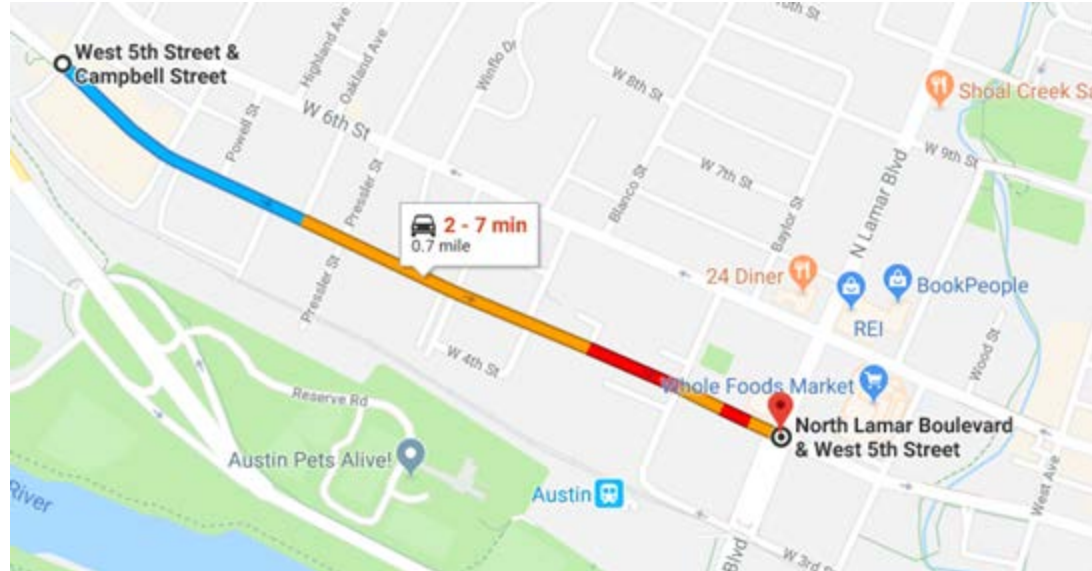 10th St
West 5th Street &
Campbell Street
Highland Ave
Oakland Ave
Winflo Dr
W 8th St
Shoal Creek Sa
Powell St
W 6th St
W 9th St
Pressler St
Blanco St
W 7th St
N Lamar Blvd
Baylor St
2 - 7 min
0.7 mile
24 Diner
BookPeople
Pressler St
REI
Wood St
W 4th St
Whole Foods Market
Reserve Rd
North Lamar Boulevard
& West 5th Street
Austin Pets Alive!
Austin
West Ave
River
Blvd
W 3rd S